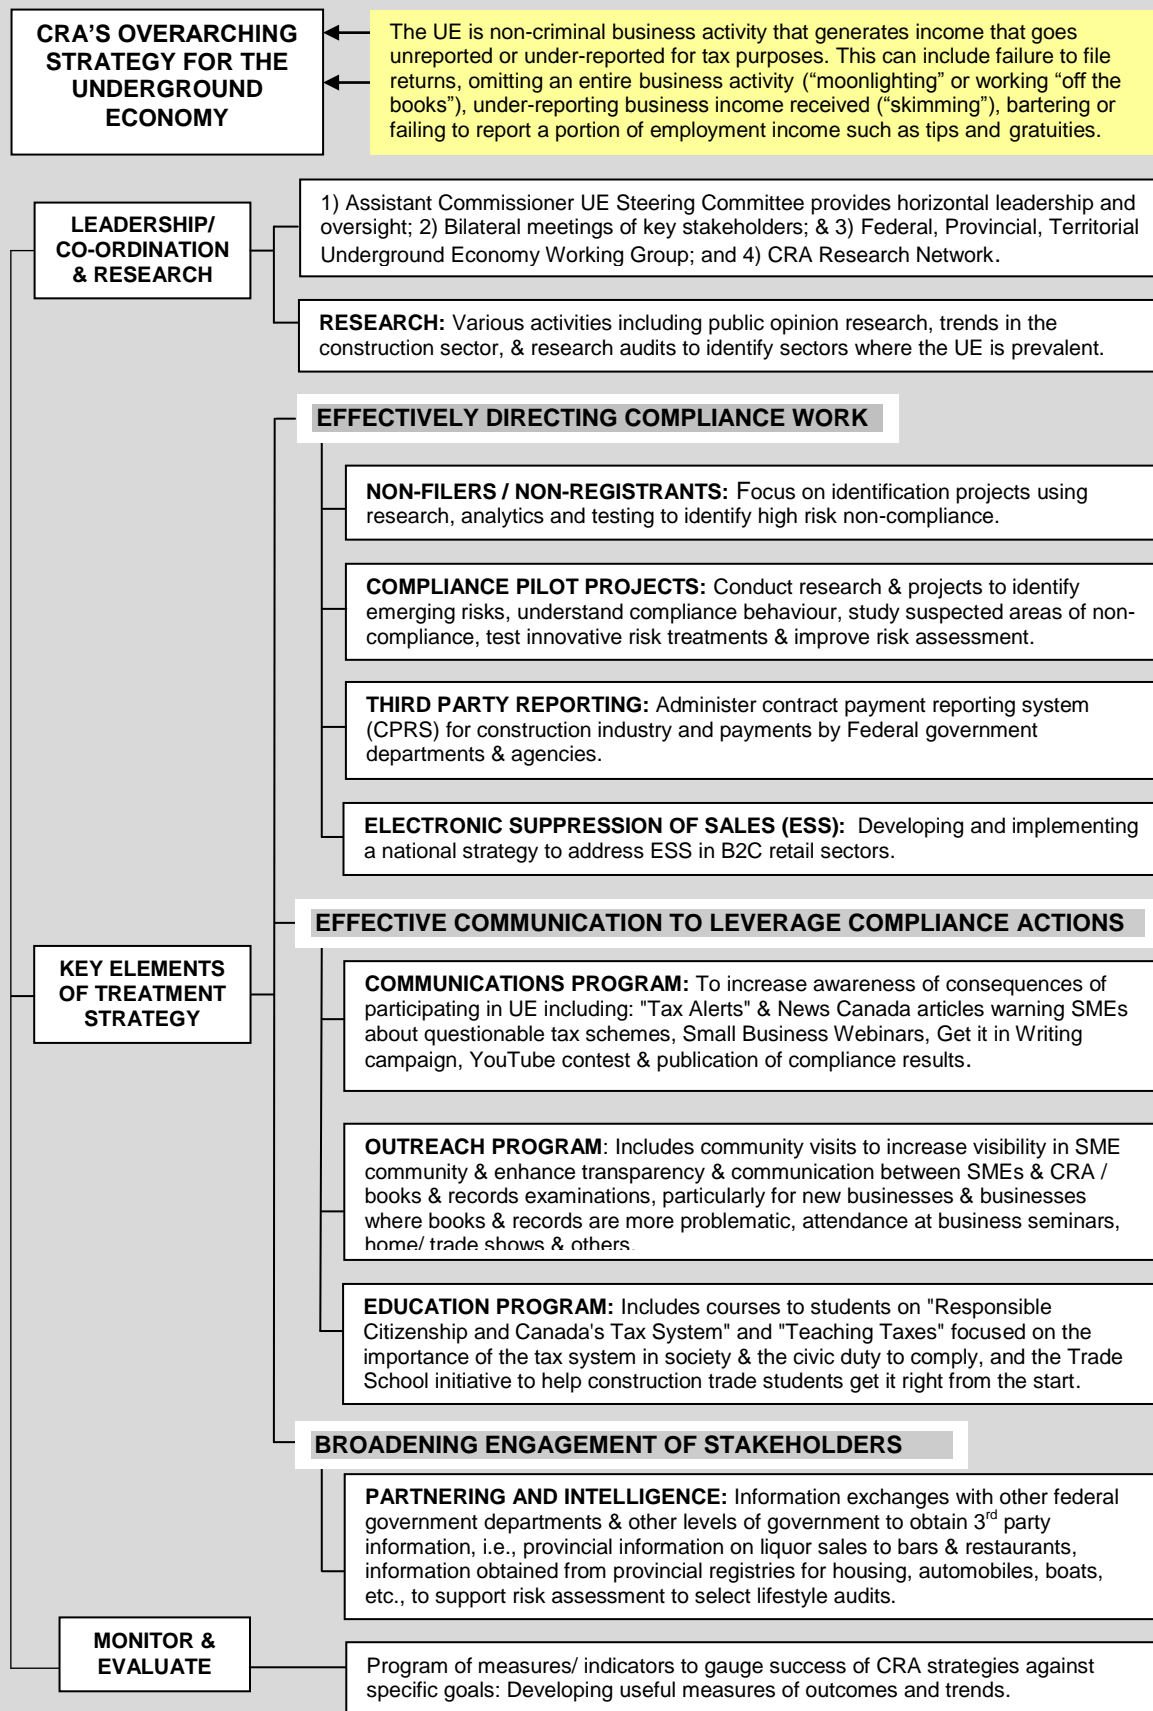 CRA'S OVERARCHING
STRATEGY FOR THE
UNDERGROUND
ECONOMY
The UE is non-criminal business activity that generates income that goes
unreported or under-reported for tax purposes. This can include failure to file
returns, omitting an entire business activity (“moonlighting” or working “off the
books”), under-reporting business income received (“skimming”), bartering or
failing to report a portion of employment income such as tips and gratuities.
LEADERSHIP/
CO-ORDINATION
& RESEARCH
1) Assistant Commissioner UE Steering Committee provides horizontal leadership and
oversight; 2) Bilateral meetings of key stakeholders; & 3) Federal, Provincial, Territorial
Underground Economy Working Group; and 4) CRA Research Network.
RESEARCH: Various activities including public opinion research, trends in the
construction sector, & research audits to identify sectors where the UE is prevalent.
EFFECTIVELY DIRECTING COMPLIANCE WORK
NON-FILERS / NON-REGISTRANTS: Focus on identification projects using
research, analytics and testing to identify high risk non-compliance.
COMPLIANCE PILOT PROJECTS: Conduct research & projects to identify
emerging risks, understand compliance behaviour, study suspected areas of non-
compliance, test innovative risk treatments & improve risk assessment.
THIRD PARTY REPORTING: Administer contract payment reporting system
(CPRS) for construction industry and payments by Federal government
departments & agencies.
ELECTRONIC SUPPRESSION OF SALES (ESS): Developing and implementing
a national strategy to address ESS in B2C retail sectors.
EFFECTIVE COMMUNICATION TO LEVERAGE COMPLIANCE ACTIONS
KEY ELEMENTS
OF TREATMENT
STRATEGY
COMMUNICATIONS PROGRAM: To increase awareness of consequences of
participating in UE including: "Tax Alerts" & News Canada articles warning SMEs
about questionable tax schemes, Small Business Webinars, Get it in Writing
campaign, YouTube contest & publication of compliance results.
OUTREACH PROGRAM: Includes community visits to increase visibility in SME
community & enhance transparency & communication between SMEs & CRA /
books & records examinations, particularly for new businesses & businesses
where books & records are more problematic, attendance at business seminars,
home/ trade shows & others.
EDUCATION PROGRAM: Includes courses to students on "Responsible
Citizenship and Canada's Tax System" and "Teaching Taxes" focused on the
importance of the tax system in society & the civic duty to comply, and the Trade
School initiative to help construction trade students get it right from the start.
BROADENING ENGAGEMENT OF STAKEHOLDERS
PARTNERING AND INTELLIGENCE: Information exchanges with other federal
government departments & other levels of government to obtain 3rd party
information, i.e., provincial information on liquor sales to bars & restaurants,
information obtained from provincial registries for housing, automobiles, boats,
etc., to support risk assessment to select lifestyle audits.
MONITOR &
EVALUATE
Program of measures/ indicators to gauge success of CRA strategies against
specific goals: Developing useful measures of outcomes and trends.